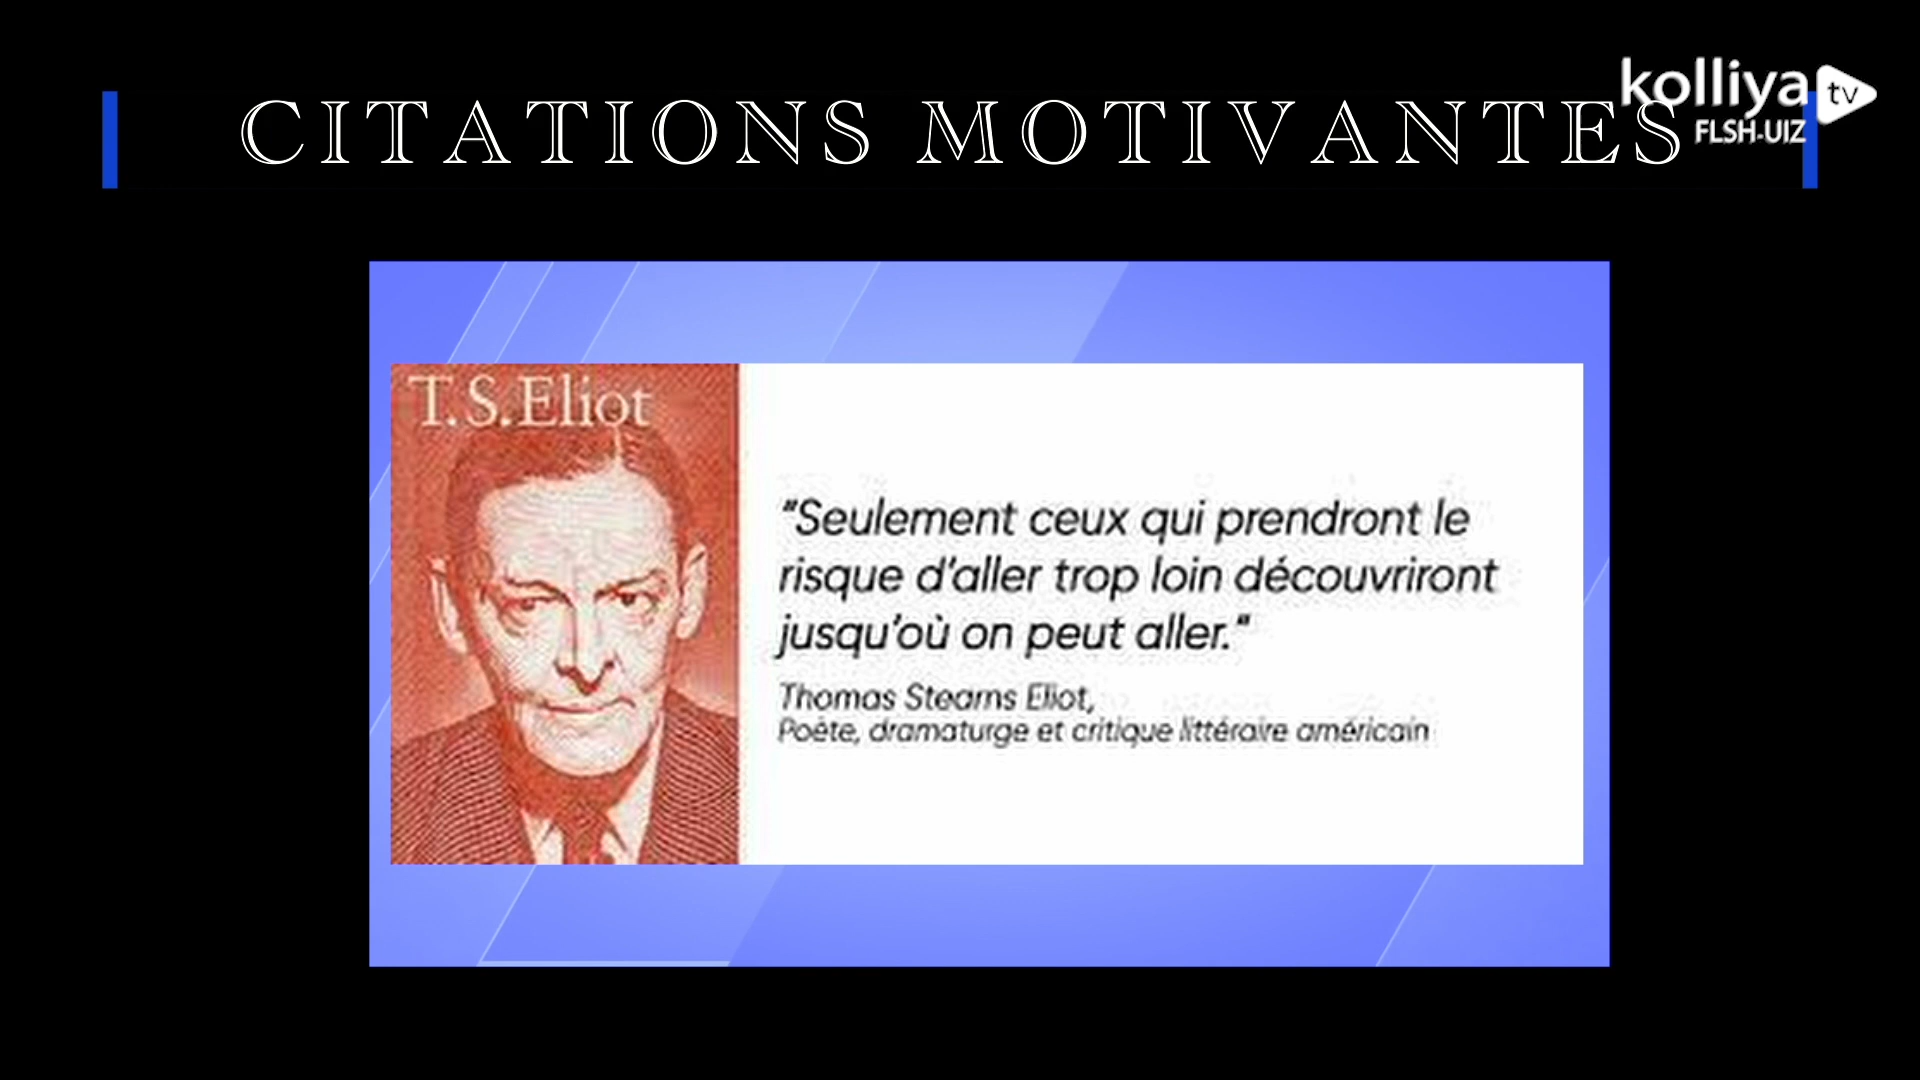 CITATIONS MOTIVANTES
kolliya tv
FLSH-UIZ
T.S.Eliot
"Seulement ceux qui prendront le
risque d'aller trop loin découvriront
jusqu'où on peut aller."
Thomas Stearns Eliot,
Poète, dramaturge et critique littéraire américain